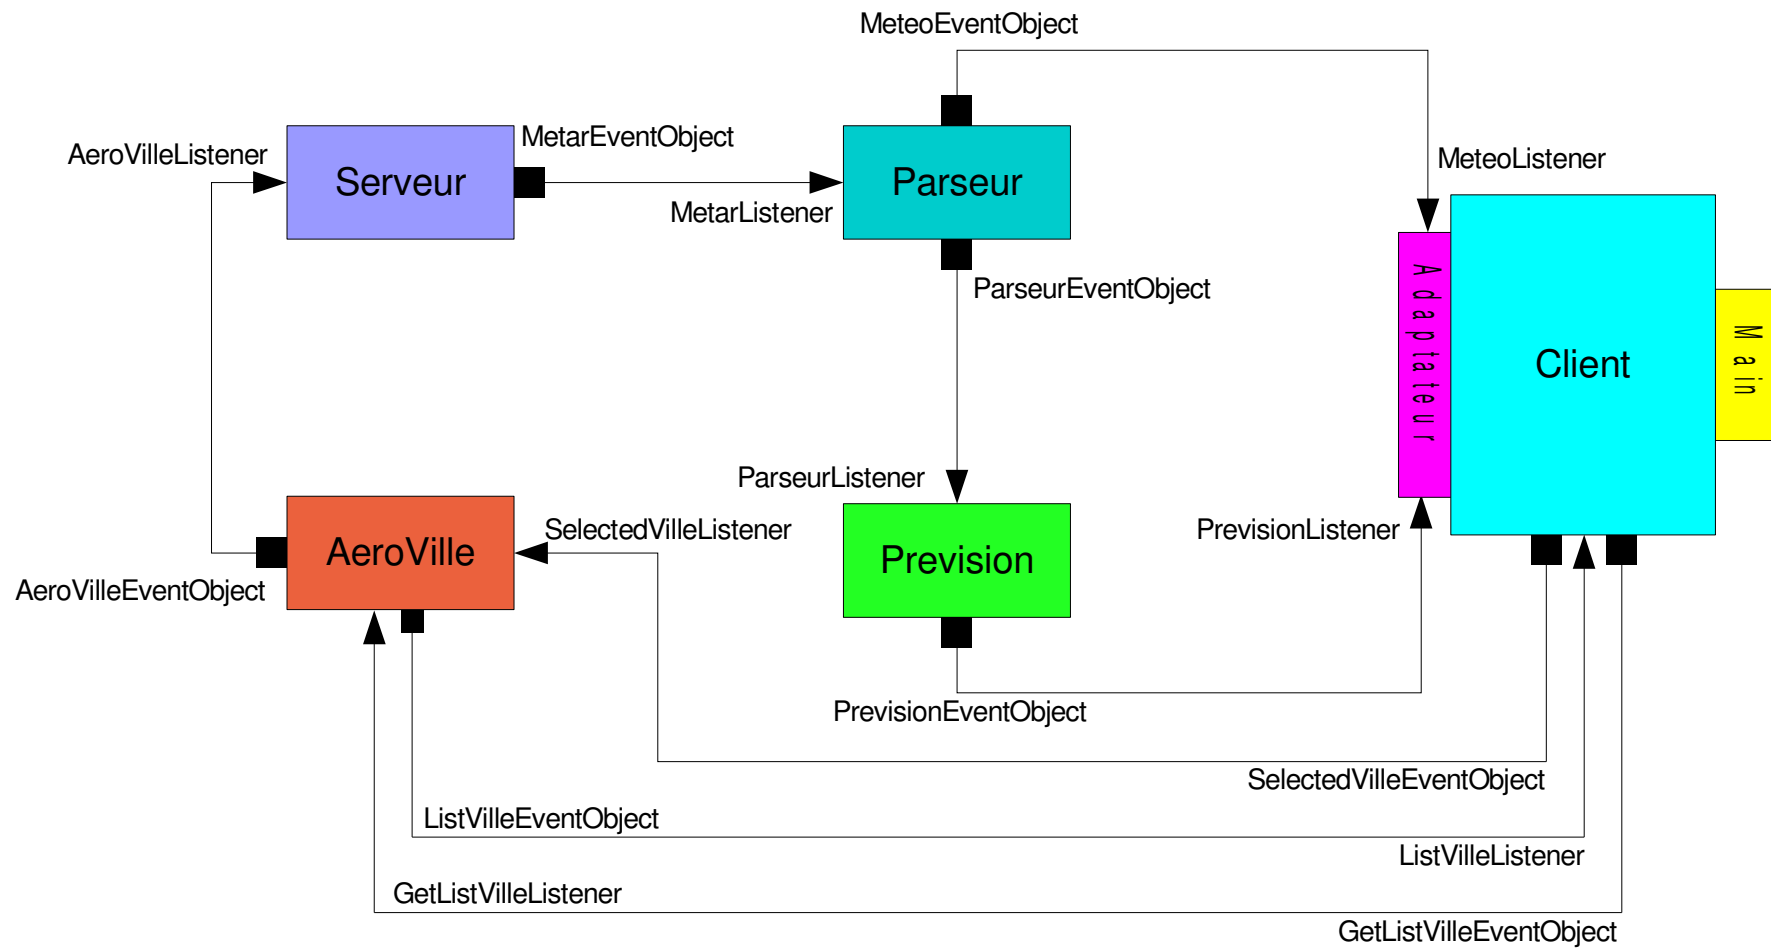 MeteoEventObject
MetarEventObject
AeroVilleListener
MeteoListener
Serveur
Parseur
MetarListener
ParseurEventObject
Adaptateur
Client
Main
ParseurListener
SelectedVilleListener
PrevisionListener
AeroVille
Prevision
AeroVilleEventObject
PrevisionEventObject
SelectedVilleEventObject
ListVilleEventObject
ListVilleListener
GetListVilleListener
GetListVilleEventObject